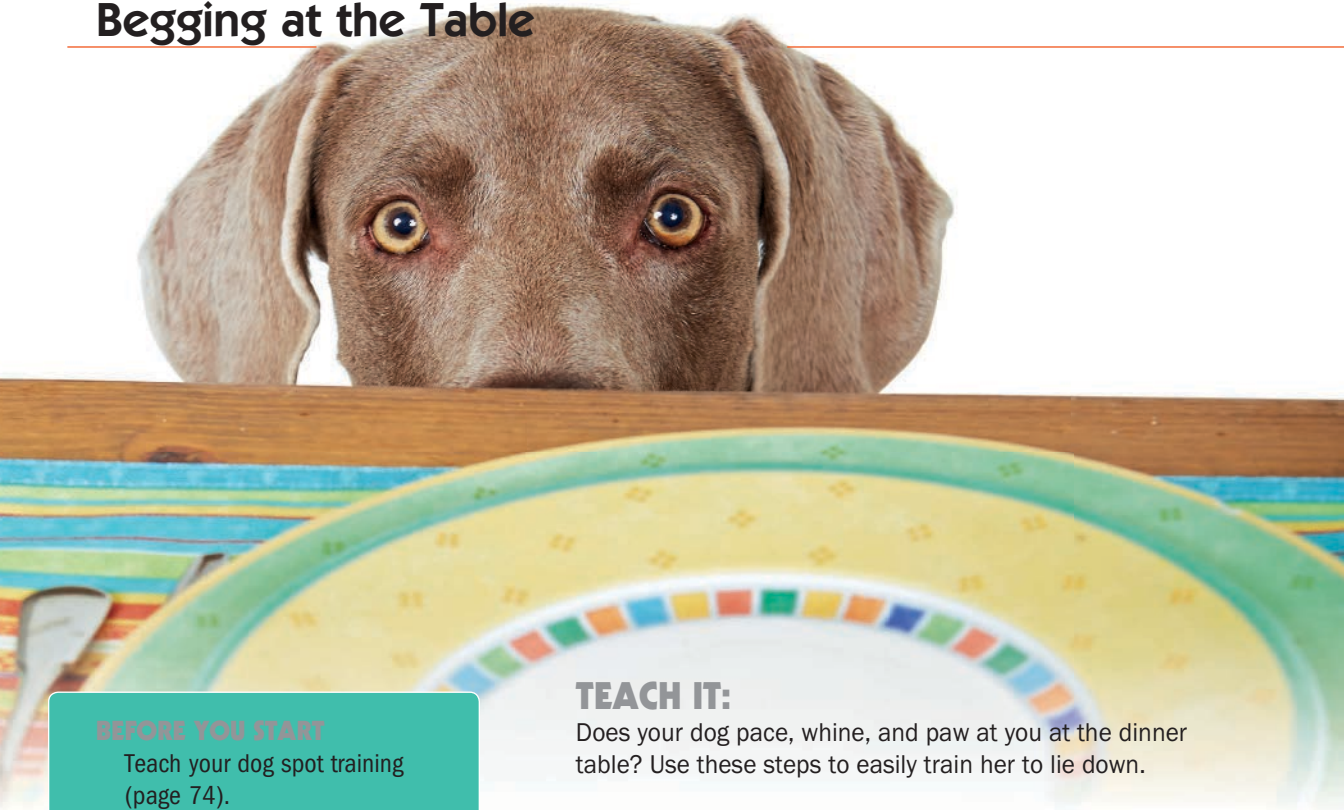 Begging at the Table
BEFORE YOU START
Teach your dog spot training
(page 74).
TEACH IT:
Does your dog pace, whine, and paw at you at the dinner
table? Use these steps to easily train her to lie down.